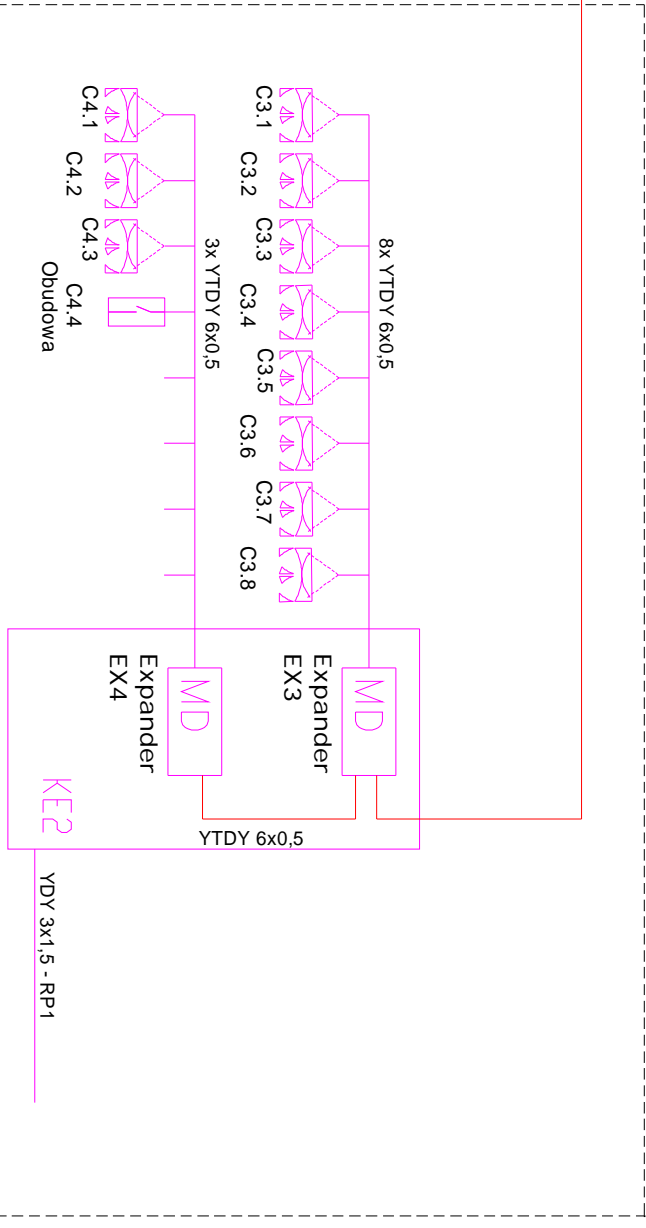 C3.1
C3.2
C3.3
C3.4
C3.5
C3.6
C3.7
C3.8
8x YTDY 6x0,5
MD
Expander
EX3
C4.1
C4.2
C4.3
C4.4
Obudowa
3x YTDY 6x0,5
MD
Expander
EX4
YTDY 6x0,5
KE2
YDY 3x1,5 - RP1